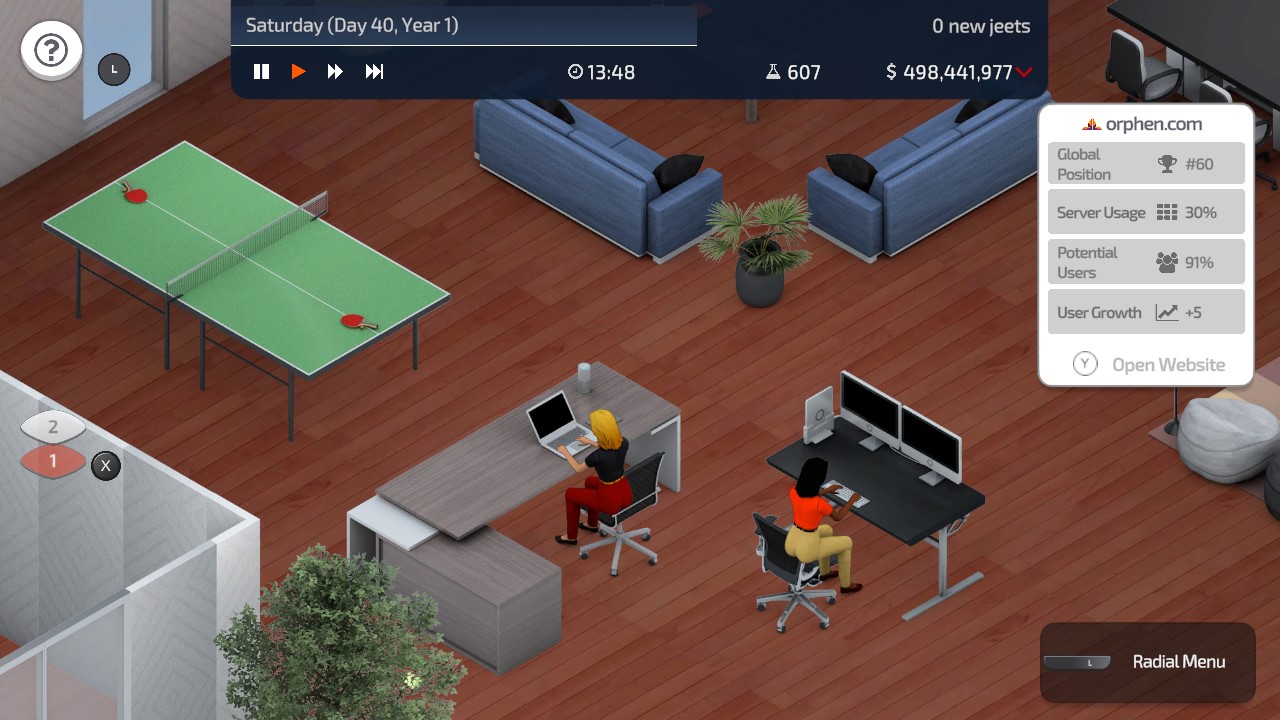 Saturday (Day 40, Year 1)
0 new jeets
?
L
13:48
607
$ 498,441,977
orphen.com
Global
Position
#60
Server Usage
30%
Potential
Users
91%
User Growth
+5
Y
Open Website
2
1
X
L
Radial Menu